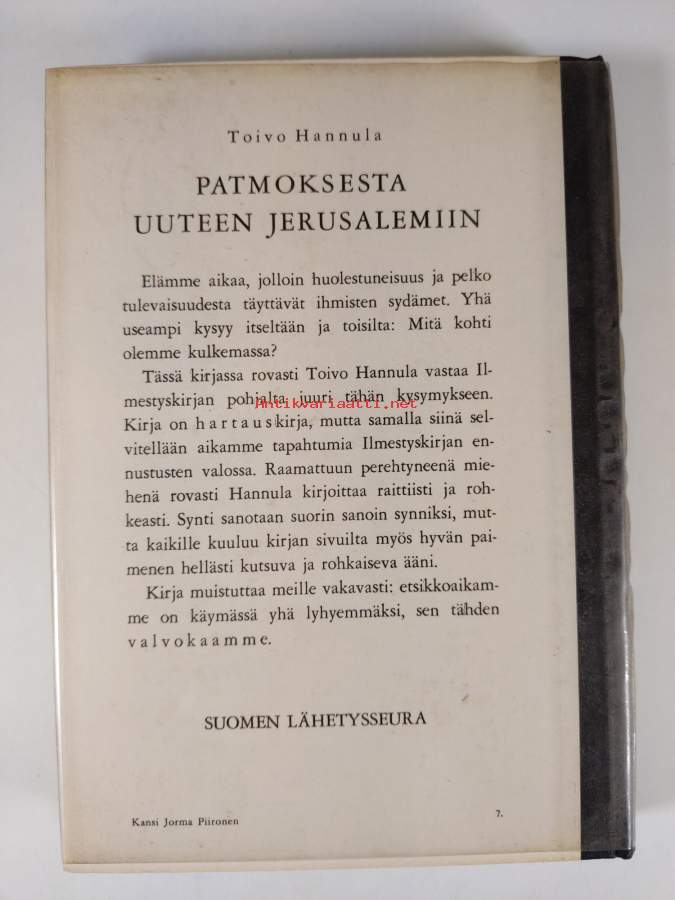 Toivo Hannula
PATMOKSESTA
UUTEEN JERUSALEMIIN
Elämme aikaa, jolloin huolestuneisuus ja pelko
tulevaisuudesta täyttävät ihmisten sydämet. Yhä
useampi kysyy itseltään ja toisilta: Mitä kohti
olemme kulkemassa?
Tässä kirjassa rovasti Toivo Hannula vastaa Il-
mestyskirjan pohjalta juuri tähän kysymykseen.
Antikvariaatti.net
Kirja on hartauskirja, mutta samalla siinä sel-
vitellään aikamme tapahtumia Ilmestyskirjan en-
nustusten valossa. Raamattuun perehtyneenä mie-
henä rovasti Hannula kirjoittaa raittiisti ja roh-
keasti. Synti sanotaan suorin sanoin synniksi, mut-
ta kaikille kuuluu kirjan sivuilta myös hyvän pai-
menen hellästi kutsuva ja rohkaiseva ääni.
Kirja muistuttaa meille vakavasti: etsikkoaikam-
me on käymässä yhä lyhyemmäksi, sen tähden
valvokaamme.
SUOMEN LÄHETYSSEURA
Kansi Jorma Piironen 7.